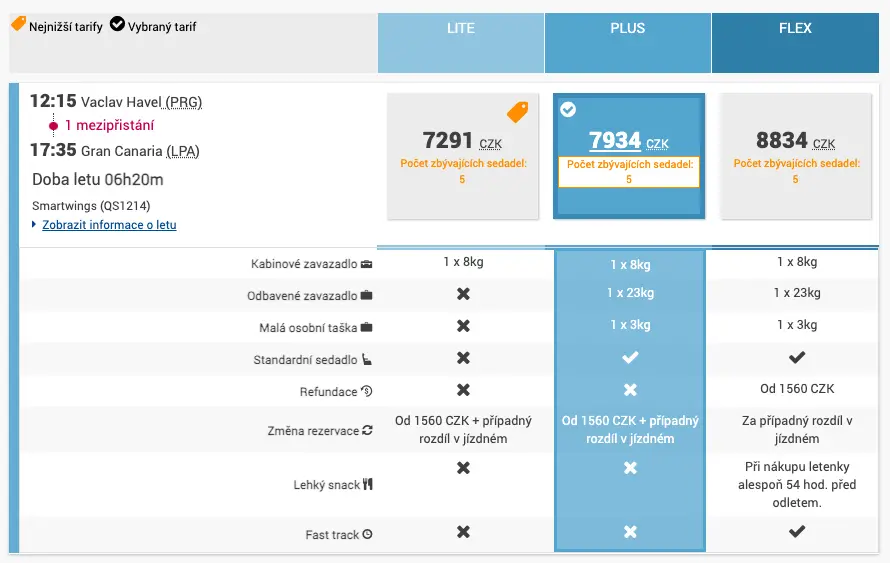 Nejnižší tarify Vybraný tarif
LITE
PLUS
FLEX
12:15 Vaclav Havel (PRG)
1 mezipřistání
17:35 Gran Canaria (LPA)
Doba letu 06h20m
Smartwings (QS1214)
Zobrazit informace o letu
7291 CZK
Počet zbývajících sedadel:
5
7934 CZK
Počet zbývajících sedadel:
5
8834 CZK
Počet zbývajících sedadel:
5
Kabinové zavazadlo 1 x 8kg 1 x 8kg 1 x 8kg
Odbavené zavazadlo 1 x 23kg 1 x 23kg
Malá osobní taška 1 x 3kg 1 x 3kg
Standardní sedadlo
Refundace Od 1560 CZK
Změna rezervace
Od 1560 CZK + případný
rozdíl v jízdném
Od 1560 CZK + případný
rozdíl v jízdném
Za případný rozdíl v
jízdném
Lehký snack
Při nákupu letenky
alespoň 54 hod. před
odletem.
Fast track